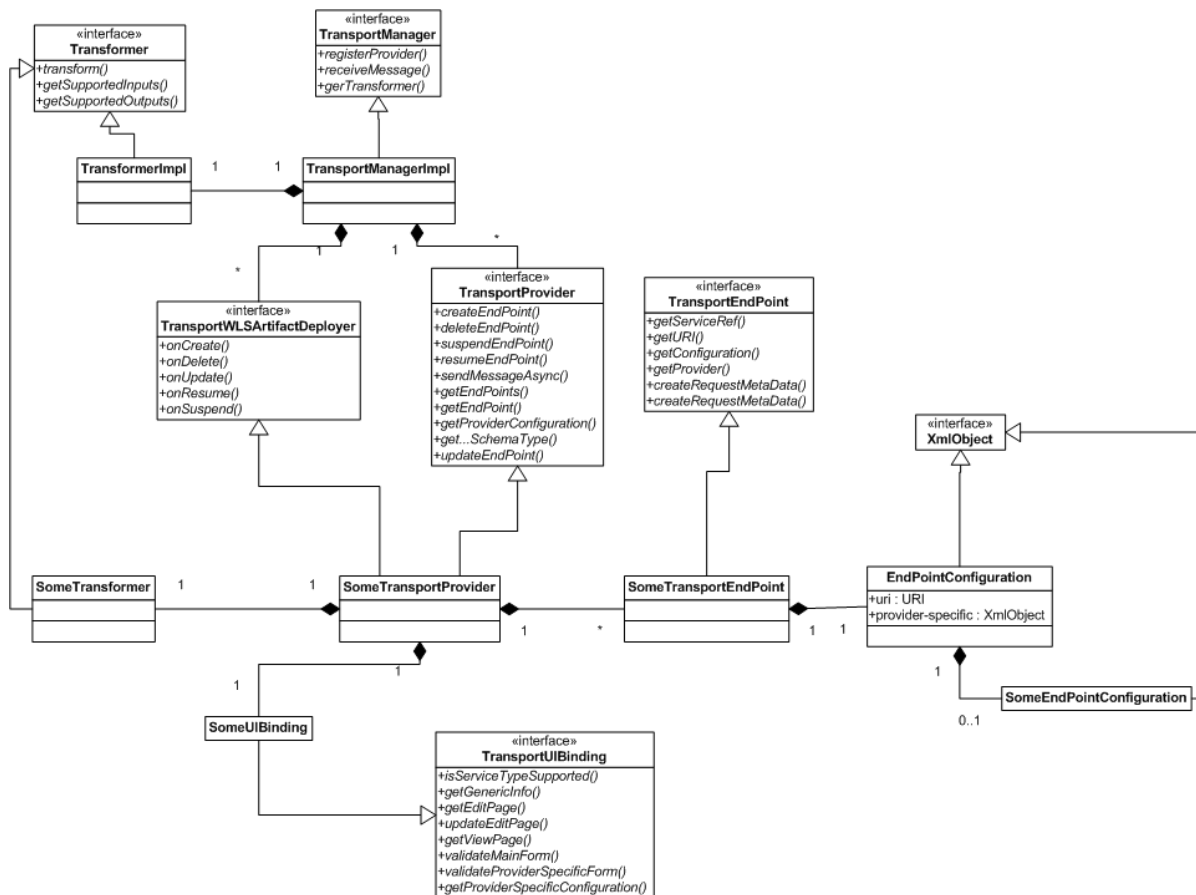 «interface»
Transformer
+transform()
+getSupportedInputs()
+getSupportedOutputs()
«interface»
TransportManager
+registerProvider()
+receiveMessage()
+gerTransformer()
TransformerImpl
1
1
TransportManagerImpl
1
*
1
*
«interface»
TransportWLSArtifactDeployer
+onCreate()
+onDelete()
+onUpdate()
+onResume()
+onSuspend()
«interface»
TransportProvider
+createEndPoint()
+deleteEndPoint()
+suspendEndPoint()
+resumeEndPoint()
+sendMessageAsync()
+getEndPoints()
+getEndPoint()
+getProviderConfiguration()
+get...SchemaType()
+updateEndPoint()
«interface»
TransportEndPoint
+getServiceRef()
+getURI()
+getConfiguration()
+getProvider()
+createRequestMetaData()
+createRequestMetaData()
«interface»
XmlObject
SomeTransformer
1
1
SomeTransportProvider
1
*
SomeTransportEndPoint
1
1
EndPointConfiguration
+uri : URI
+provider-specific : XmlObject
1
0..1
SomeEndPointConfiguration
1
1
SomeUIBinding
«interface»
TransportUIBinding
+isServiceTypeSupported()
+getGenericInfo()
+getEditPage()
+updateEditPage()
+getViewPage()
+validateMainForm()
+validateProviderSpecificForm()
+getProviderSpecificConfiguration()